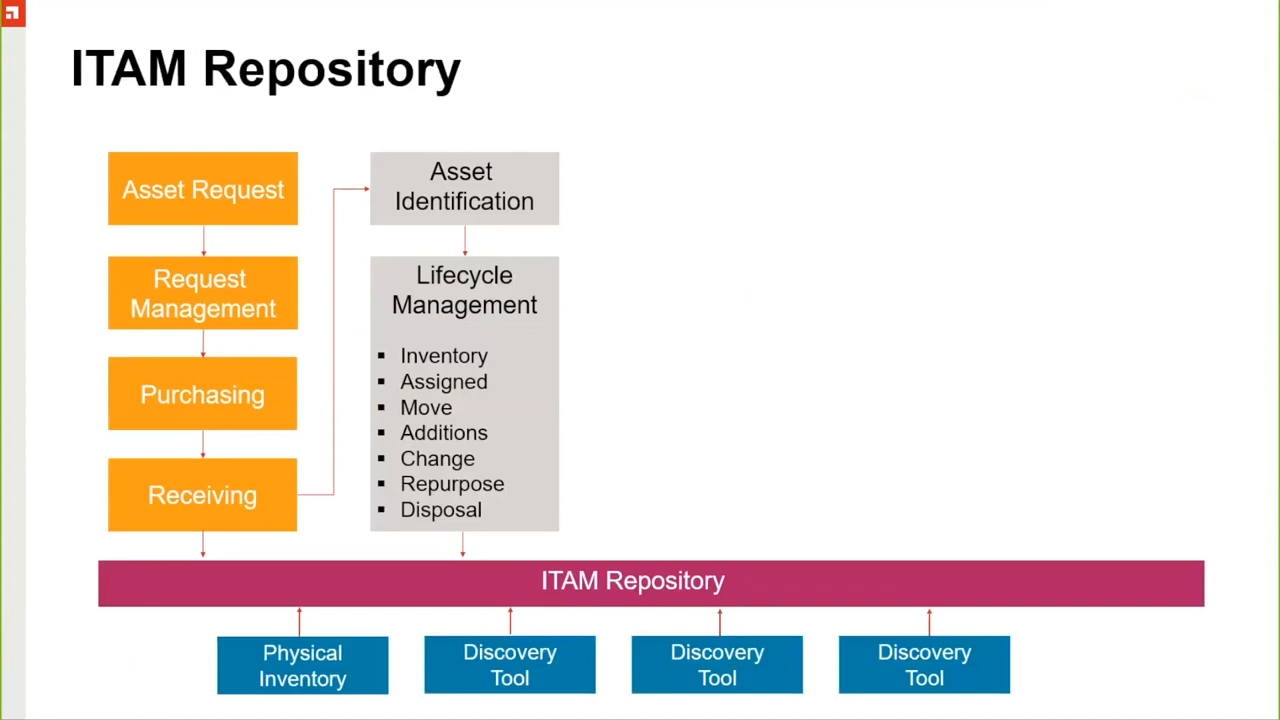 ITAM Repository
Asset Request
Request
Management
Purchasing
Receiving
Asset
Identification
Lifecycle
Management
▪ Inventory
▪ Assigned
▪ Move
▪ Additions
▪ Change
▪ Repurpose
▪ Disposal
ITAM Repository
Physical
Inventory
Discovery
Tool
Discovery
Tool
Discovery
Tool